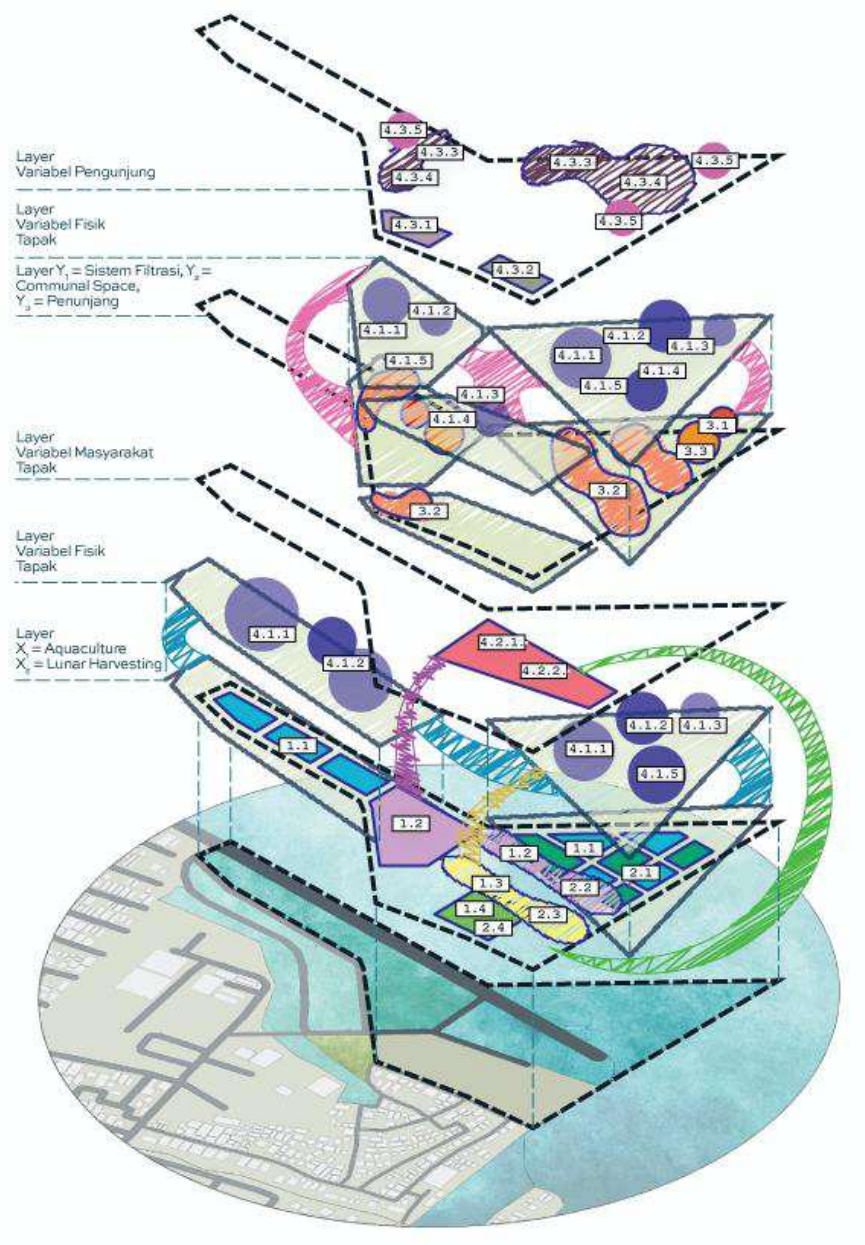 4.3.5
4.3.3
4.3.4
4.3.3
4.3.5
4.3.4
4.3.5
4.3.1
4.3.2
Layer
Variabel Pengunjung
Layer
Variabel Fisik
Tapak
Layer Y₁ = Sistem Filtrasi, Y₂ =
Communal Space,
Y₃ = Penunjang
4.1.2
4.1.1
4.1.5
4.1.3
4.1.4
4.1.2
4.1.3
4.1.1
4.1.4
4.1.5
3.1
3.3
3.2
3.2
Layer
Variabel Masyarakat
Tapak
Layer
Variabel Fisik
Tapak
Layer
= Aquaculture
= Lunar Harvesting
4.1.1
4.1.2
4.2.1.
4.2.2.
4.1.2
4.1.3
4.1.1
4.1.5
1.1
1.2
1.2
1.1
2.1
1.3
2.2
1.4
2.3
2.4